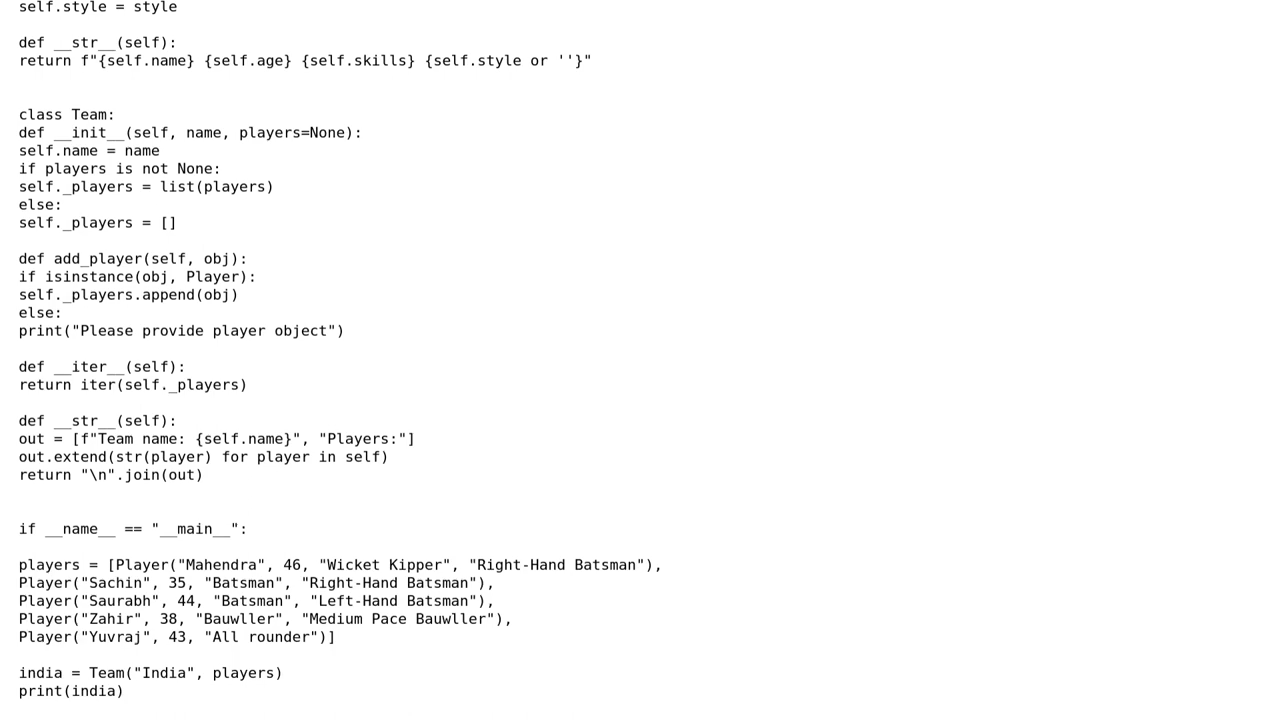 self.style = style
def __str__(self):
return f"{self.name} {self.age} {self.skills} {self.style or ''}"
class Team:
def __init__(self, name, players=None):
self.name = name
if players is not None:
self._players = list(players)
else:
self._players = []
def add_player(self, obj):
if isinstance(obj, Player):
self._players.append(obj)
else:
print("Please provide player object")
def __iter__(self):
return iter(self._players)
def __str__(self):
out = [f"Team name: {self.name}", "Players:"]
out.extend(str(player) for player in self)
return "\n".join(out)
if __name__ == "__main__":
players = [Player("Mahendra", 46, "Wicket Kipper", "Right-Hand Batsman"),
Player("Sachin", 35, "Batsman", "Right-Hand Batsman"),
Player("Saurabh", 44, "Batsman", "Left-Hand Batsman"),
Player("Zahir", 38, "Bauwller", "Medium Pace Bauwller"),
Player("Yuvraj", 43, "All rounder")]
india = Team("India", players)
print(india)